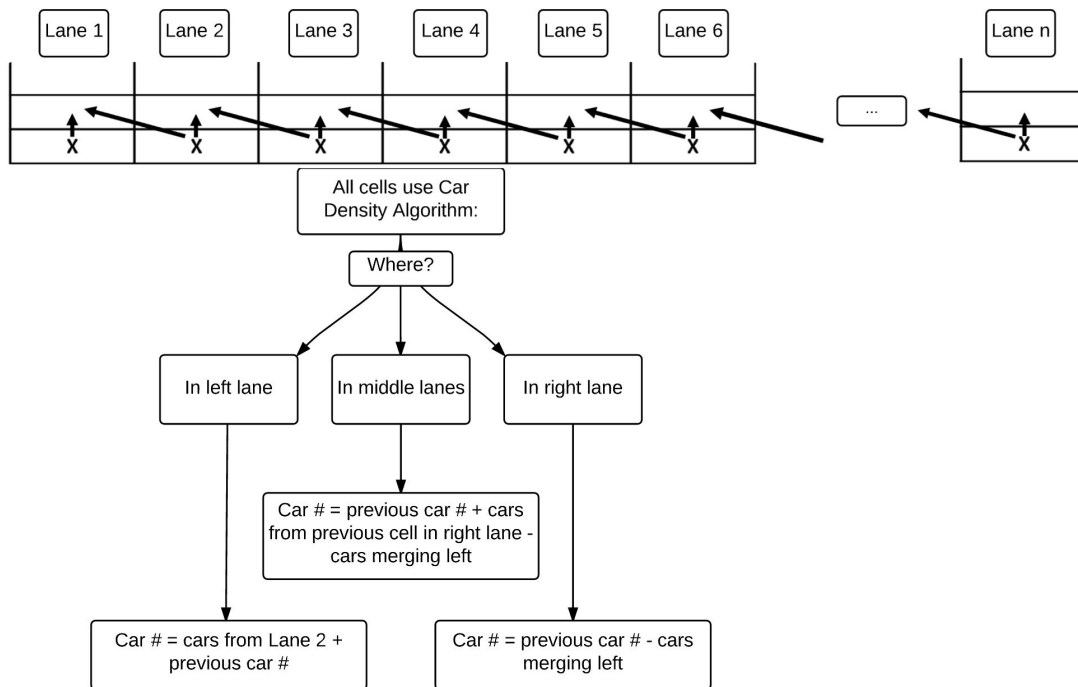 Lane 1
Lane 2
Lane 3
Lane 4
Lane 5
Lane 6
Lane n
...
X
X
X
X
X
X
X
All cells use Car
Density Algorithm:
Where?
In left lane
In middle lanes
In right lane
Car # = previous car # + cars
from previous cell in right lane -
cars merging left
Car # = cars from Lane 2 +
previous car #
Car # = previous car # - cars
merging left